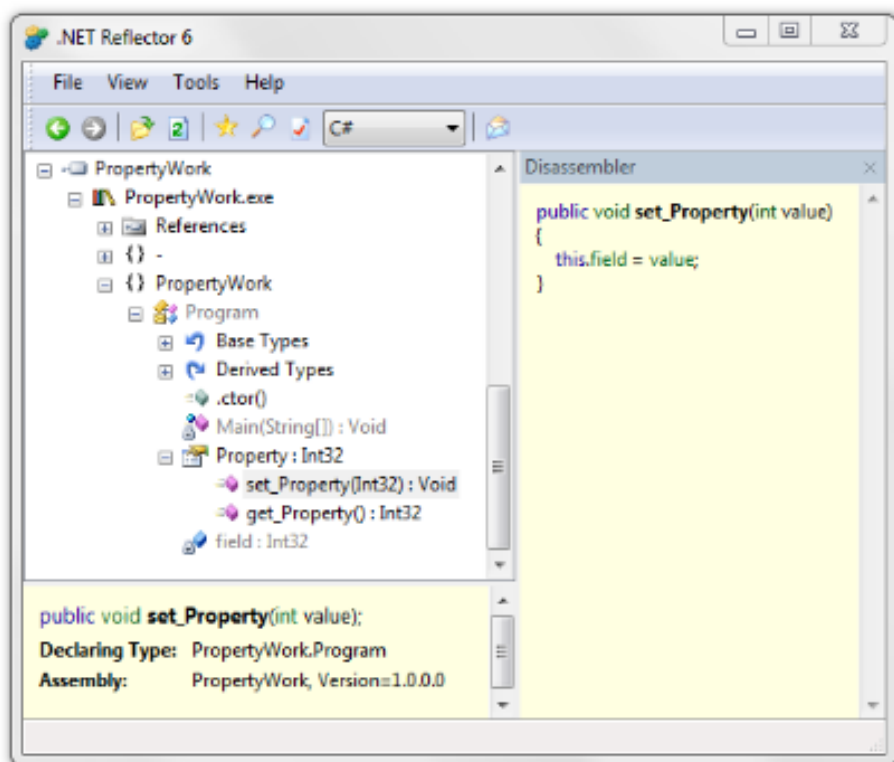 .NET Reflector 6
File View Tools Help
C#
PropertyWork
PropertyWork.exe
References
{} -
{} PropertyWork
Program
Base Types
Derived Types
.ctor()
Main(String[]) : Void
Property : Int32
set_Property(Int32) : Void
get_Property() : Int32
field : Int32
Disassembler
public void set_Property(int value)
{
this.field = value;
}
public void set_Property(int value);
Declaring Type: PropertyWork.Program
Assembly: PropertyWork, Version=1.0.0.0